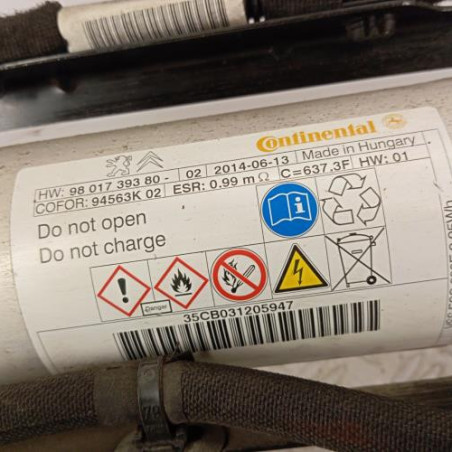 Continental
HW: 98 017 393 80 - 02 2014-06-13 Made in Hungary
COFOR: 94563K 02 ESR: 0.99 mΩ C=637.3F HW: 01
Do not open
Do not charge
Danger
35CB031205947